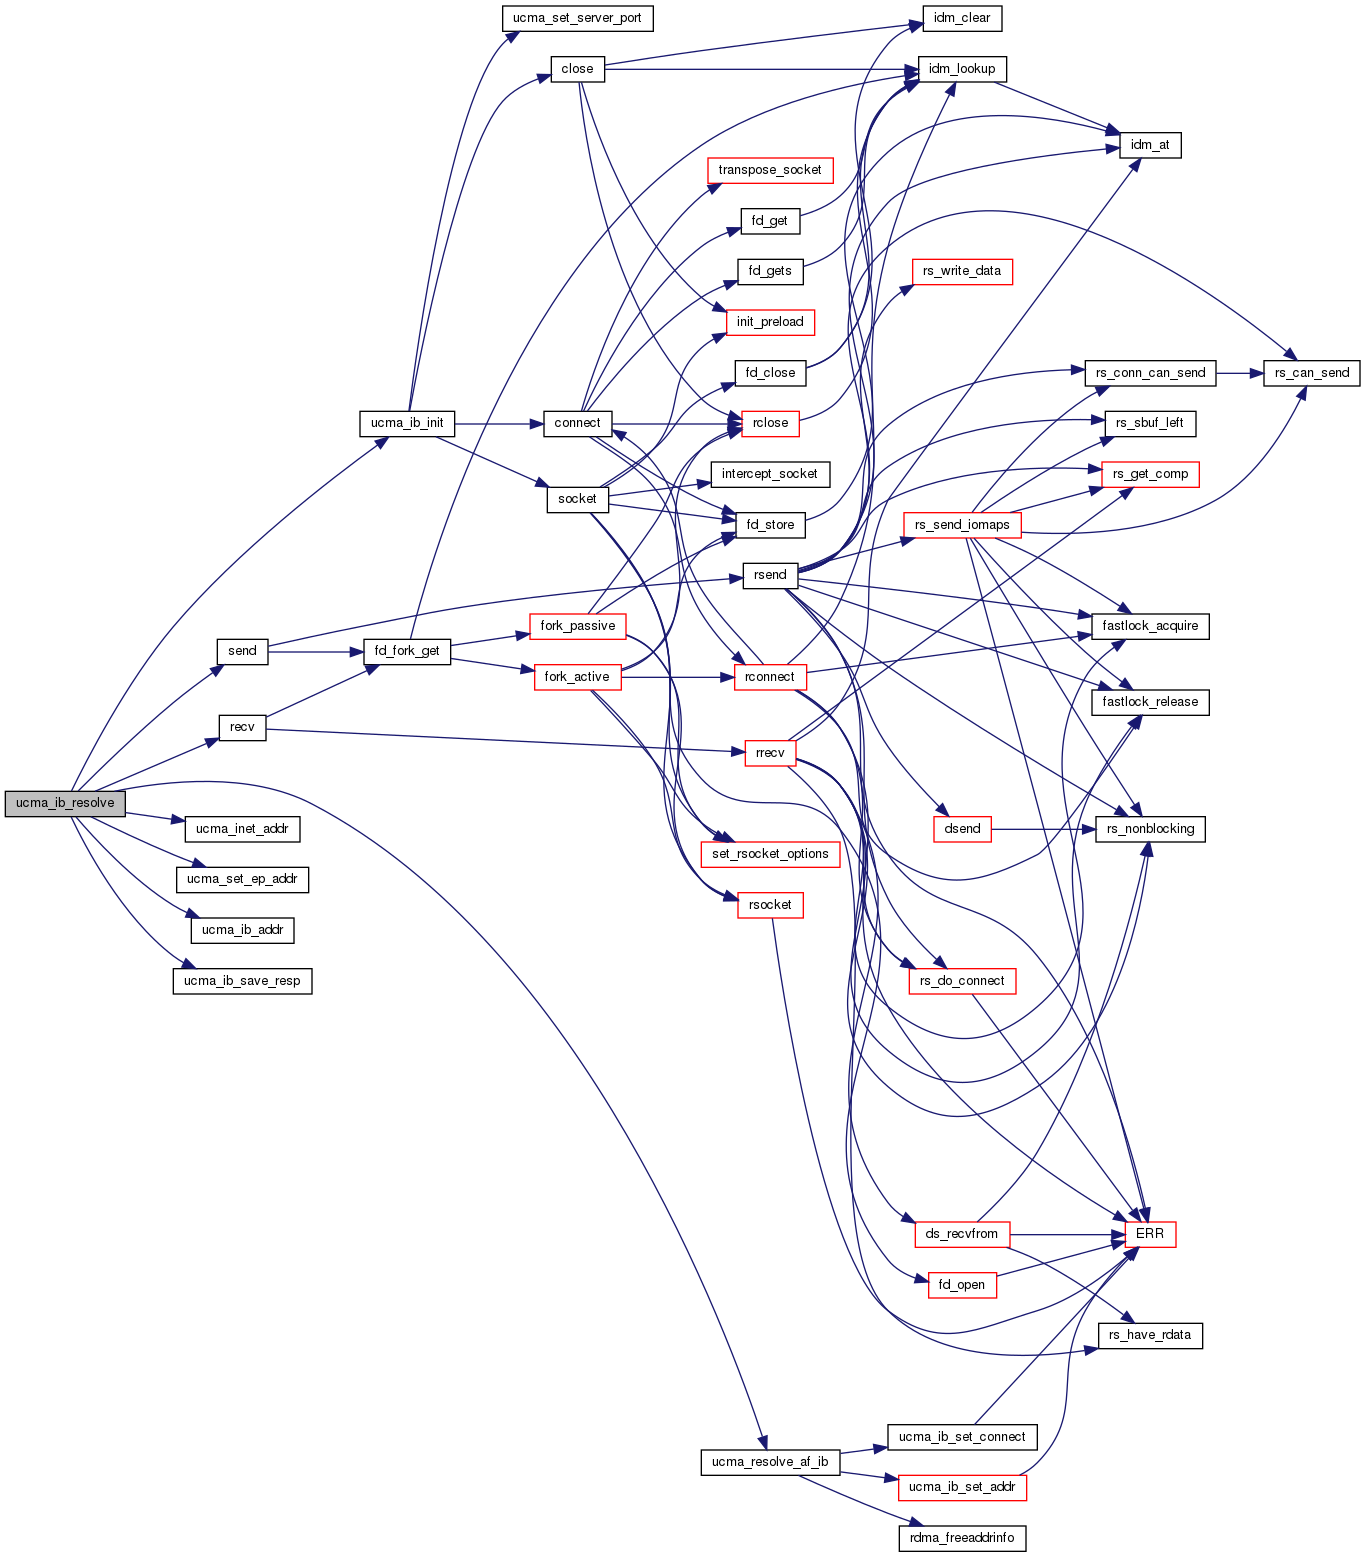 ucma_set_server_port
idm_clear
close
idm_lookup
idm_at
transpose_socket
fd_get
fd_gets
rs_write_data
init_preload
fd_close
rs_conn_can_send
rs_can_send
ucma_ib_init
connect
rclose
rs_sbuf_left
intercept_socket
rs_get_comp
socket
fd_store
rs_send_iomaps
rsend
fork_passive
fastlock_acquire
send
fd_fork_get
fork_active
rconnect
fastlock_release
recv
rrecv
ucma_ib_resolve
ucma_inet_addr
dsend
rs_nonblocking
set_rsocket_options
ucma_set_ep_addr
rsocket
ucma_ib_addr
ucma_ib_save_resp
rs_do_connect
ds_recvfrom
ERR
fd_open
rs_have_rdata
ucma_ib_set_connect
ucma_resolve_af_ib
ucma_ib_set_addr
rdma_freeaddrinfo